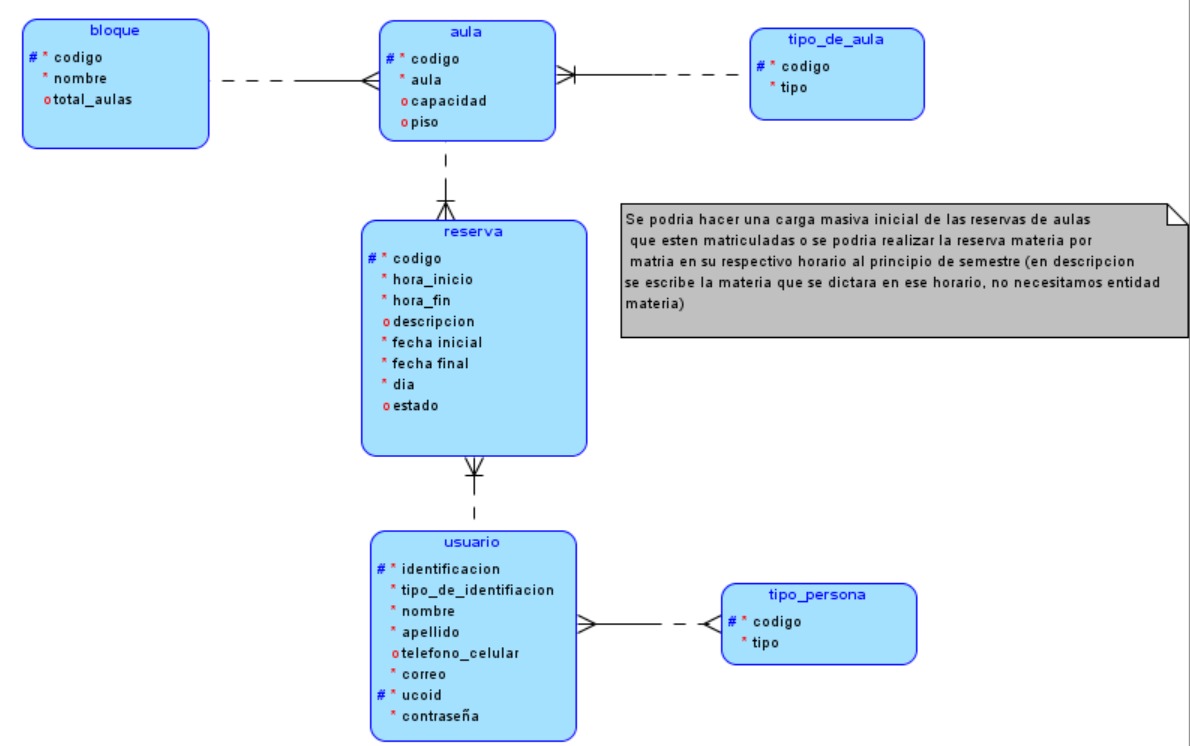 bloque
# * codigo
* nombre
o total_aulas
aula
# * codigo
* aula
o capacidad
o piso
tipo_de_aula
# * codigo
* tipo
reserva
# * codigo
* hora_inicio
* hora_fin
o descripcion
* fecha inicial
* fecha final
* dia
o estado
Se podria hacer una carga masiva inicial de las reservas de aulas
que esten matriculadas o se podria realizar la reserva materia por
matria en su respectivo horario al principio de semestre (en descripcion
se escribe la materia que se dictara en ese horario, no necesitamos entidad
materia)
usuario
# * identificacion
* tipo_de_identifiacion
* nombre
* apellido
o telefono_celular
* correo
# * ucoid
* contraseña
tipo_persona
# * codigo
* tipo